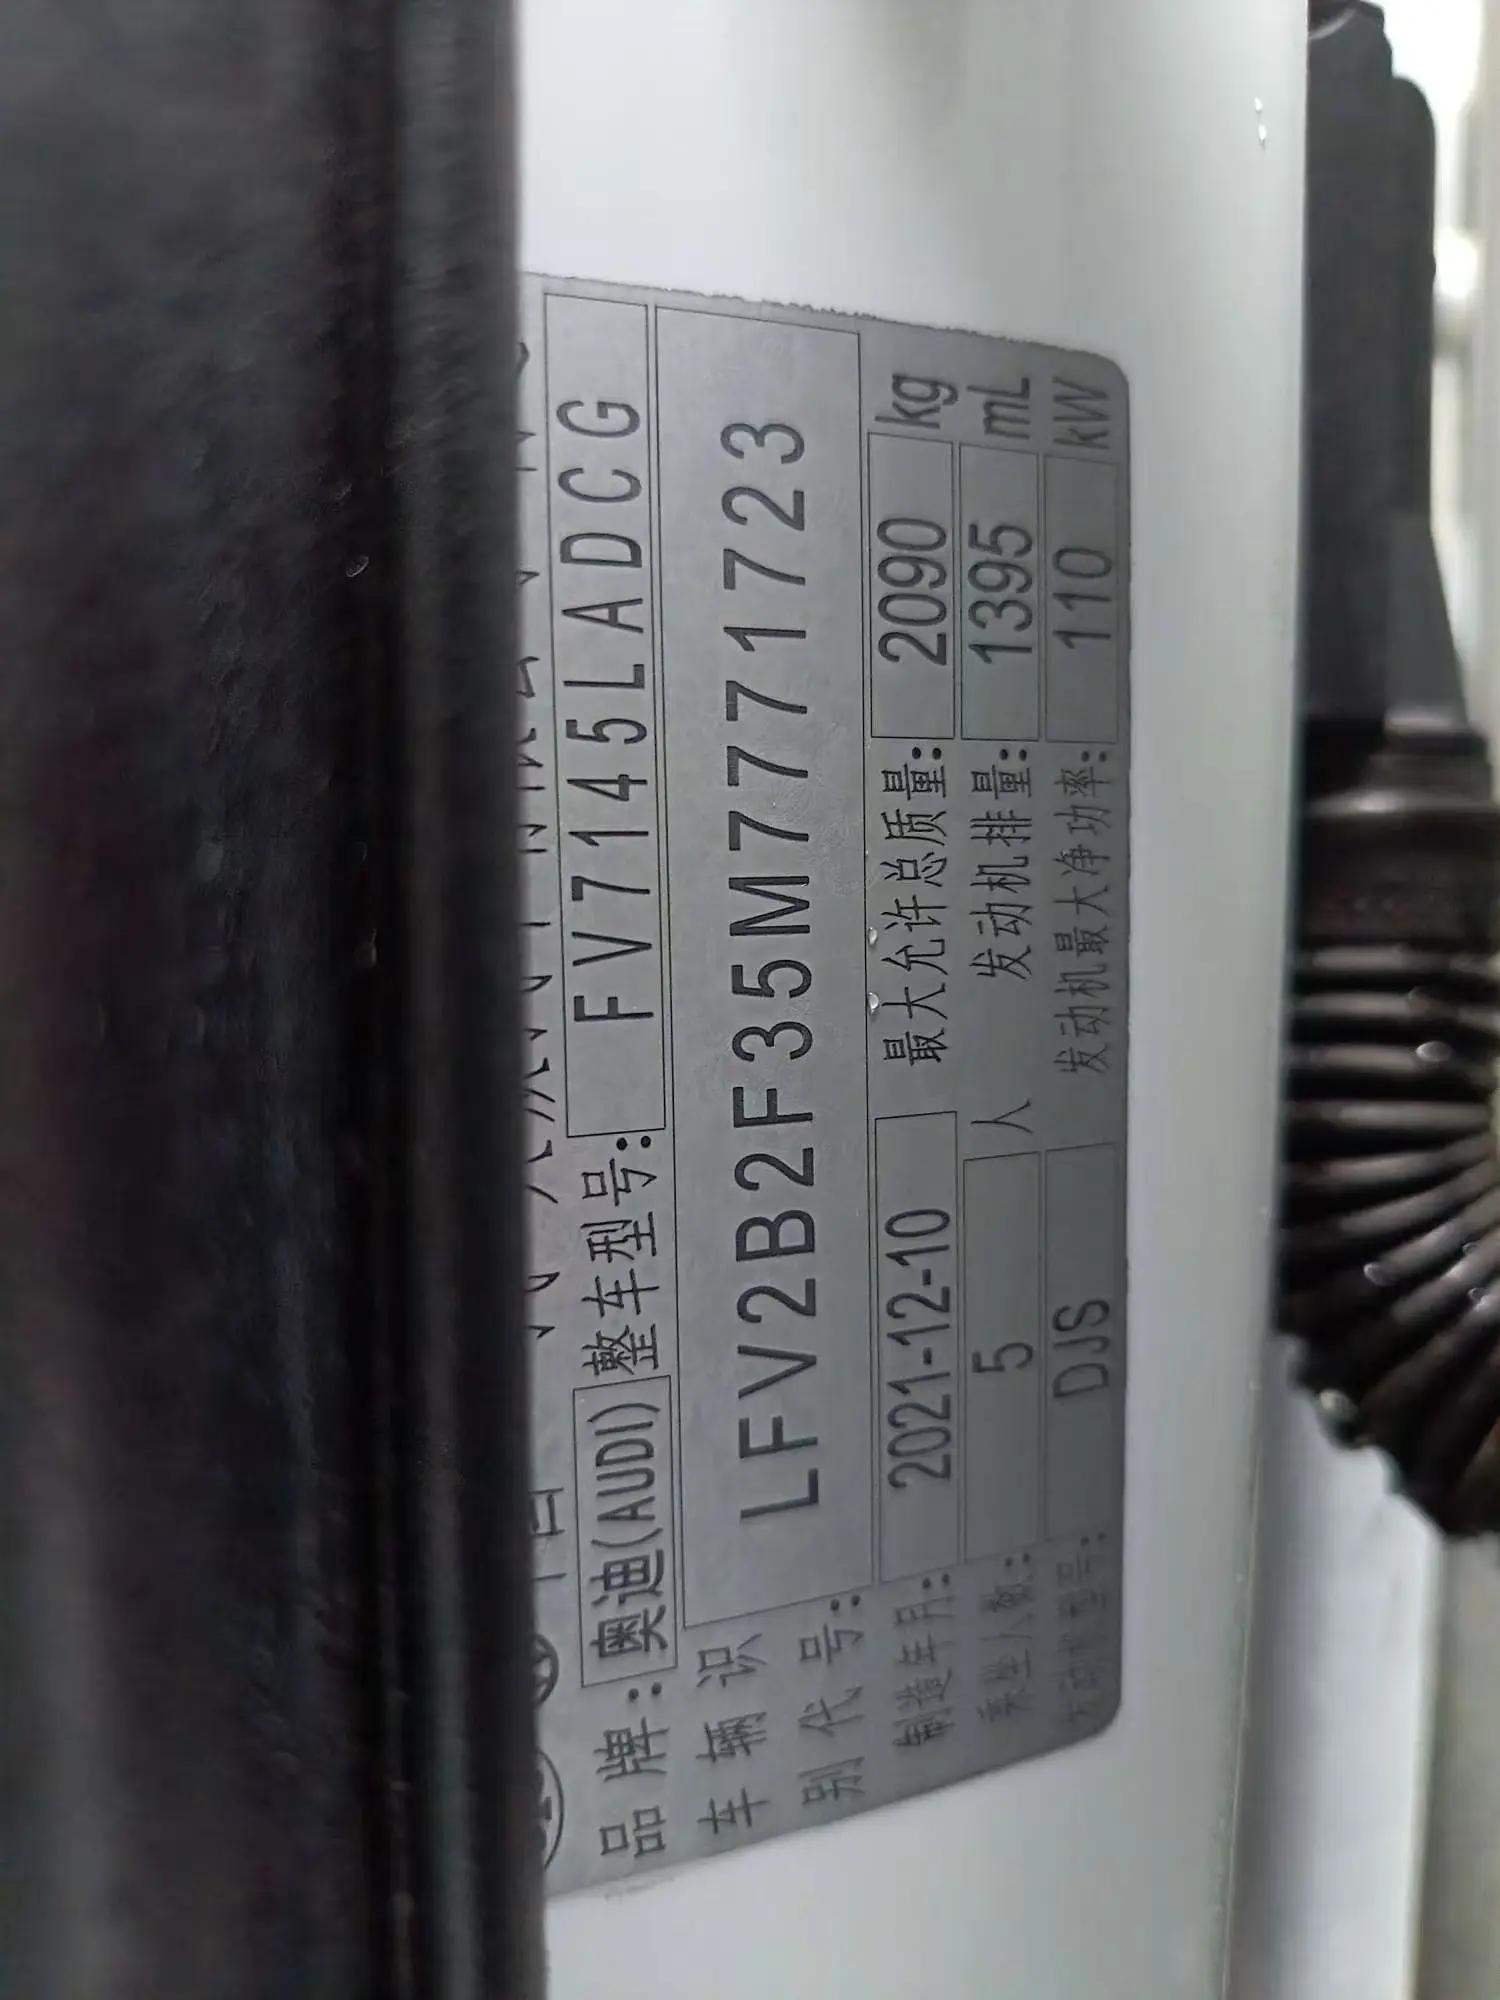 品牌: 奥迪(AUDI) 整车型号: FV7145LADCG
车辆识别代号: LFV2B2F35M7771723
制造年月: 2021-12-10 最大允许总质量: 2090 kg
乘坐人数: 5 人 发动机排量: 1395 mL
发动机型号: DJS 发动机最大净功率: 110 kW